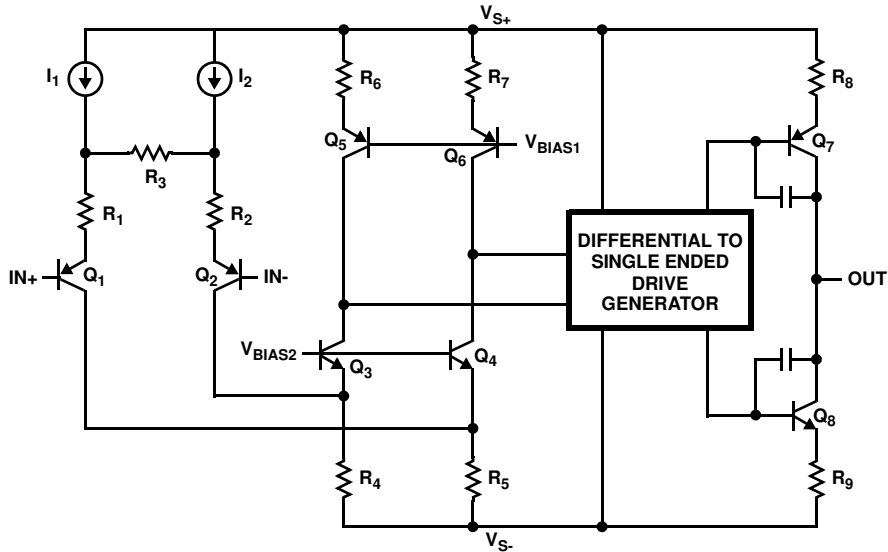 VS+
I1
I2
R6
R7
R8
Q5
Q6
VBIAS1
Q7
R3
R1
R2
IN+
Q1
Q2
IN-
DIFFERENTIAL TO
SINGLE ENDED
DRIVE
GENERATOR
OUT
VBIAS2
Q3
Q4
Q8
R4
R5
R9
VS-